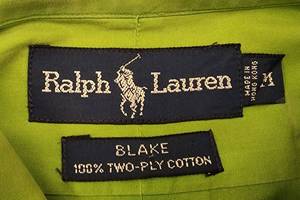 Ralph Lauren
MADE IN
HONG KONG
M
BLAKE
100% TWO-PLY COTTON